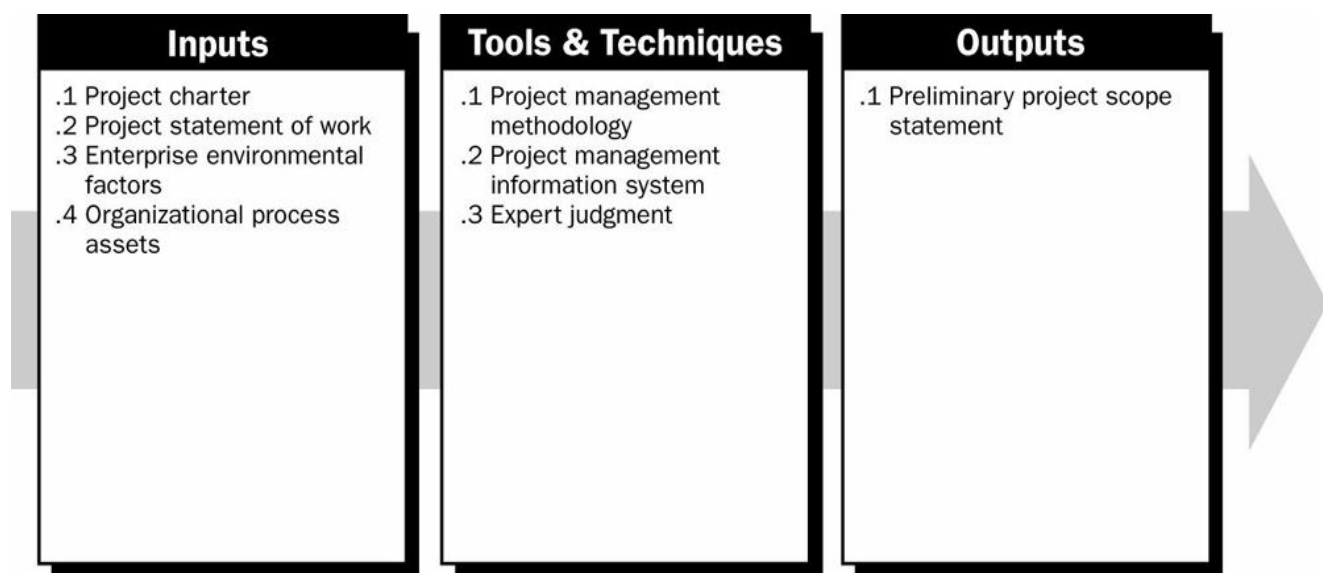 Inputs
.1 Project charter
.2 Project statement of work
.3 Enterprise environmental
factors
.4 Organizational process
assets
Tools & Techniques
.1 Project management
methodology
.2 Project management
information system
.3 Expert judgment
Outputs
.1 Preliminary project scope
statement